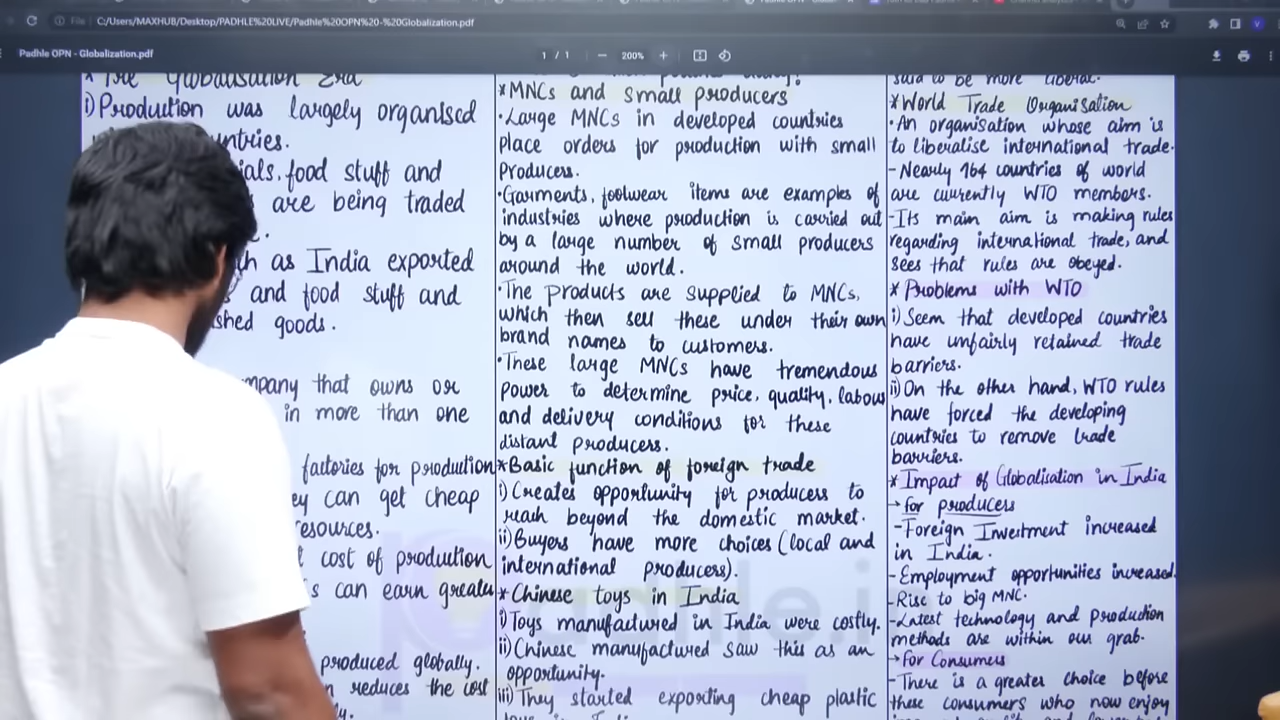 File C:/Users/MAXHUB/Desktop/PADHLE%20LIVE/Padhle%20OPN%20-%20Globalization.pdf
Padhle OPN - Globalization.pdf
1 / 1
200%
* The Globalisation Era
i) Production was largely organised
countries.
food stuff and
are being traded
as India exported
and food stuff and
goods.
that owns or
in more than one
factories for production
can get cheap
resources.
cost of production
can earn greater
produced globally.
reduces the cost
* MNCs and small producers
·Large MNCs in developed countries
place orders for production with small
producers.
·Garments, footwear items are examples of
industries where production is carried out
by a large number of small producers
around the world.
·The products are supplied to MNCs,
which then sell these under their own
brand names to customers.
·These large MNCs have tremendous
power to determine price, quality, labour
and delivery conditions for these
distant producers.
*Basic function of foreign trade
i) Creates opportunity for producers to
reach beyond the domestic market.
ii) Buyers have more choices (local and
international producers).
* Chinese toys in India
i) Toys manufactured in India were costly.
ii) Chinese manufactured saw this as an
opportunity.
iii) They started exporting cheap plastic
said to be more liberal.
* World Trade Organisation
·An organisation whose aim is
to liberalise international trade.
- Nearly 164 countries of world
are currently WTO members.
-Its main aim is making rules
regarding international trade, and
sees that rules are obeyed.
* Problems with WTO
i) Seem that developed countries
have unfairly retained trade
barriers.
ii) On the other hand, WTO rules
have forced the developing
countries to remove trade
barriers.
* Impact of Globalisation in India
→ for producers
- Foreign Investment increased
in India.
- Employment opportunities increased.
- Rise to big MNC.
- Latest technology and production
methods are within our grab.
→ For Consumers
- There is a greater choice before
these consumers who now enjoy